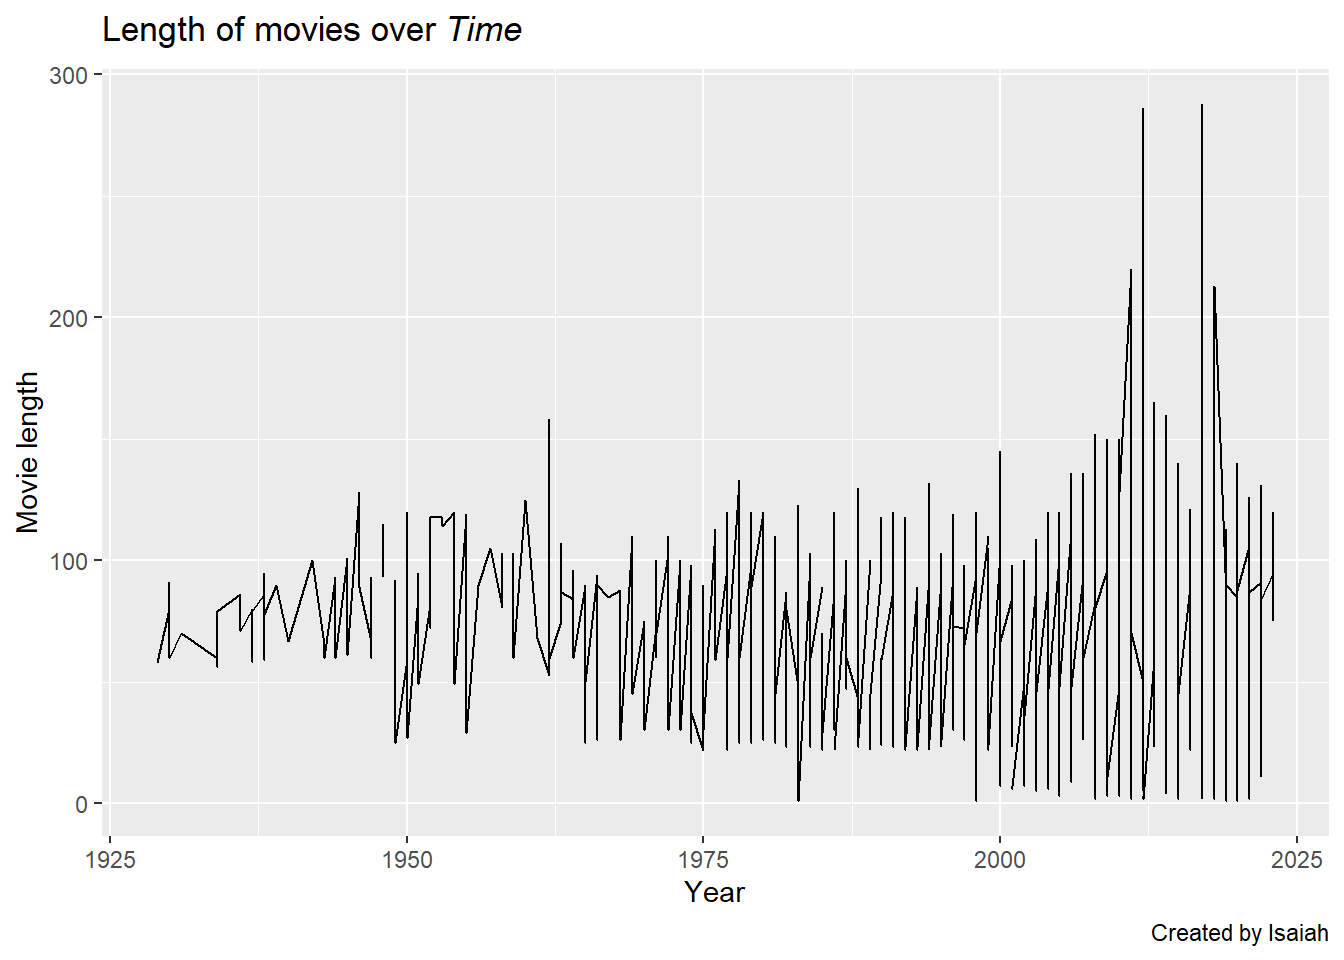 Length of movies over Time
300
200
100
0
Movie length
1925 1950 1975 2000 2025
Year
Created by Isaiah